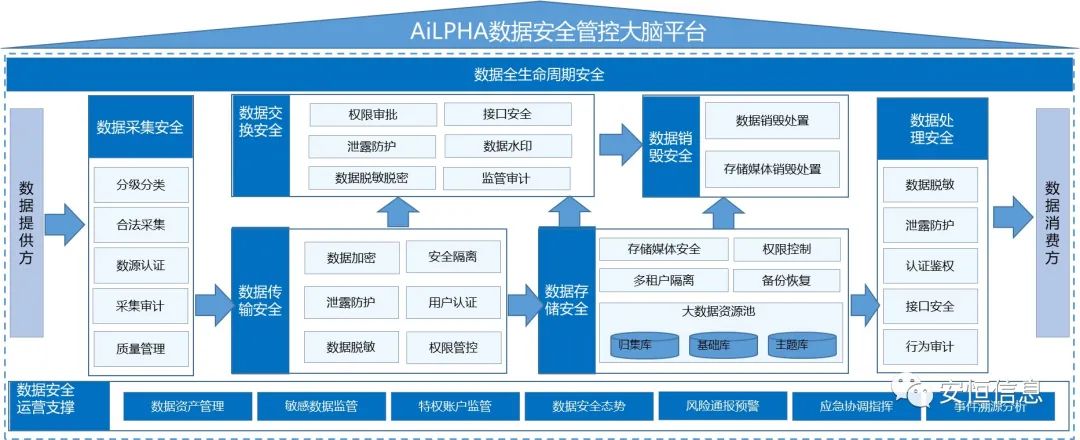 AiLPHA数据安全管控大脑平台
数据全生命周期安全
数据提供方
数据采集安全
分级分类
合法采集
数源认证
采集审计
质量管理
数据交
换安全
权限审批
接口安全
泄露防护
数据水印
数据脱敏脱密
监管审计
数据销
毁安全
数据销毁处置
存储媒体销毁处置
数据传
输安全
数据加密
安全隔离
泄露防护
用户认证
数据脱敏
权限管控
数据存
储安全
存储媒体安全
权限控制
多租户隔离
备份恢复
大数据资源池
归集库
基础库
主题库
数据处
理安全
数据脱敏
泄露防护
认证鉴权
接口安全
行为审计
数据消费方
数据安全
运营支撑
数据资产管理
敏感数据监管
特权账户监管
数据安全态势
风险通报预警
应急协调指挥
事件溯源分析
安恒信息